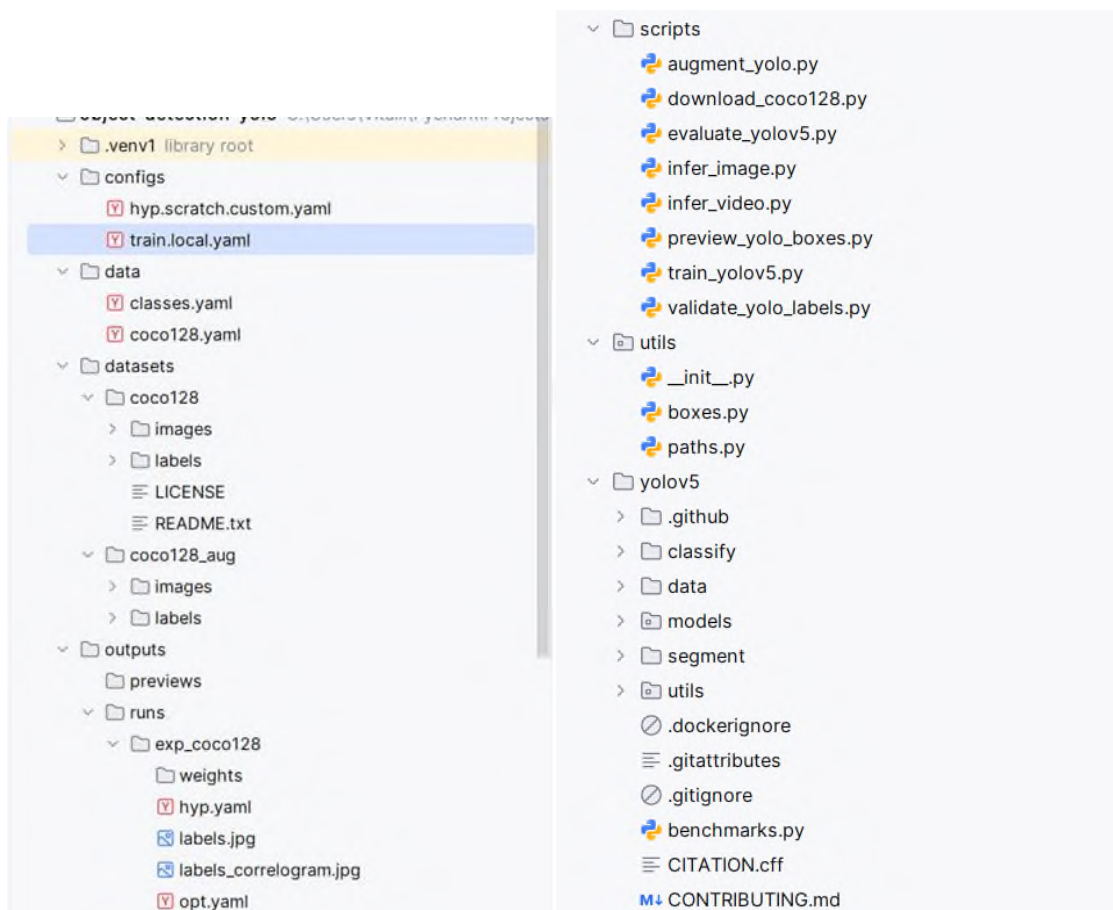 .venv1 library root
configs
hyp.scratch.custom.yaml
train.local.yaml
data
classes.yaml
coco128.yaml
datasets
coco128
images
labels
LICENSE
README.txt
coco128_aug
images
labels
outputs
previews
runs
exp_coco128
weights
hyp.yaml
labels.jpg
labels_correlogram.jpg
opt.yaml
scripts
augment_yolo.py
download_coco128.py
evaluate_yolov5.py
infer_image.py
infer_video.py
preview_yolo_boxes.py
train_yolov5.py
validate_yolo_labels.py
utils
__init__.py
boxes.py
paths.py
yolov5
.github
classify
data
models
segment
utils
.dockerignore
.gitattributes
.gitignore
benchmarks.py
CITATION.cff
M↓ CONTRIBUTING.md